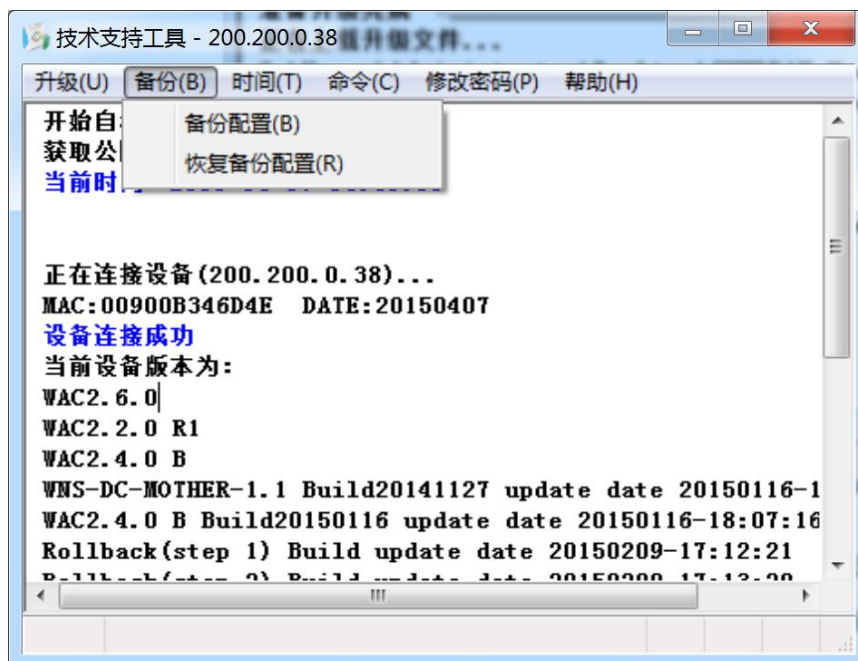 技术支持工具 - 200.200.0.38
升级(U) 备份(B) 时间(T) 命令(C) 修改密码(P) 帮助(H)
备份配置(B)
恢复备份配置(R)
开始自
获取公
当前时
正在连接设备(200.200.0.38)...
MAC:00900B346D4E DATE:20150407
设备连接成功
当前设备版本为:
WAC2.6.0
WAC2.2.0 R1
WAC2.4.0 B
WNS-DC-MOTHER-1.1 Build20141127 update date 20150116-1
WAC2.4.0 B Build20150116 update date 20150116-18:07:16
Rollback(step 1) Build update date 20150209-17:12:21